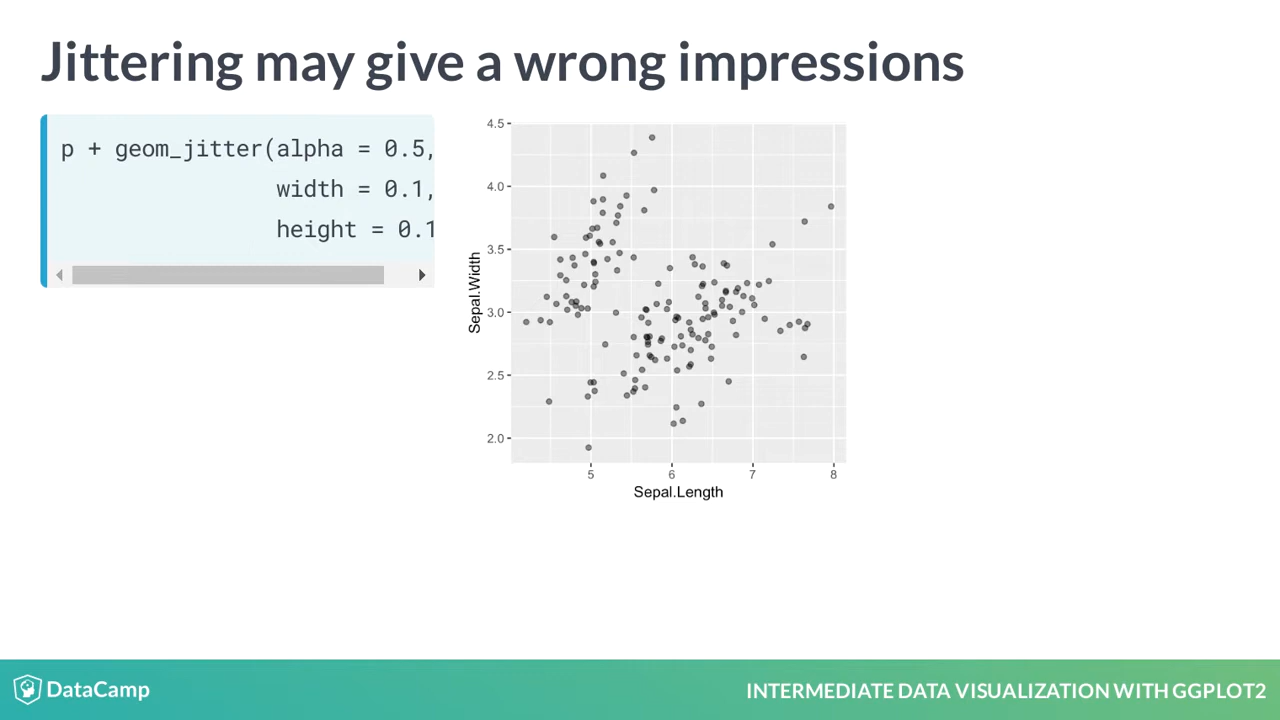 Jittering may give a wrong impressions
p + geom_jitter(alpha = 0.5,
width = 0.1,
height = 0.1
4.5
4.0
3.5
3.0
2.5
2.0
Sepal.Width
5 6 7 8
Sepal.Length
DataCamp
INTERMEDIATE DATA VISUALIZATION WITH GGPLOT2